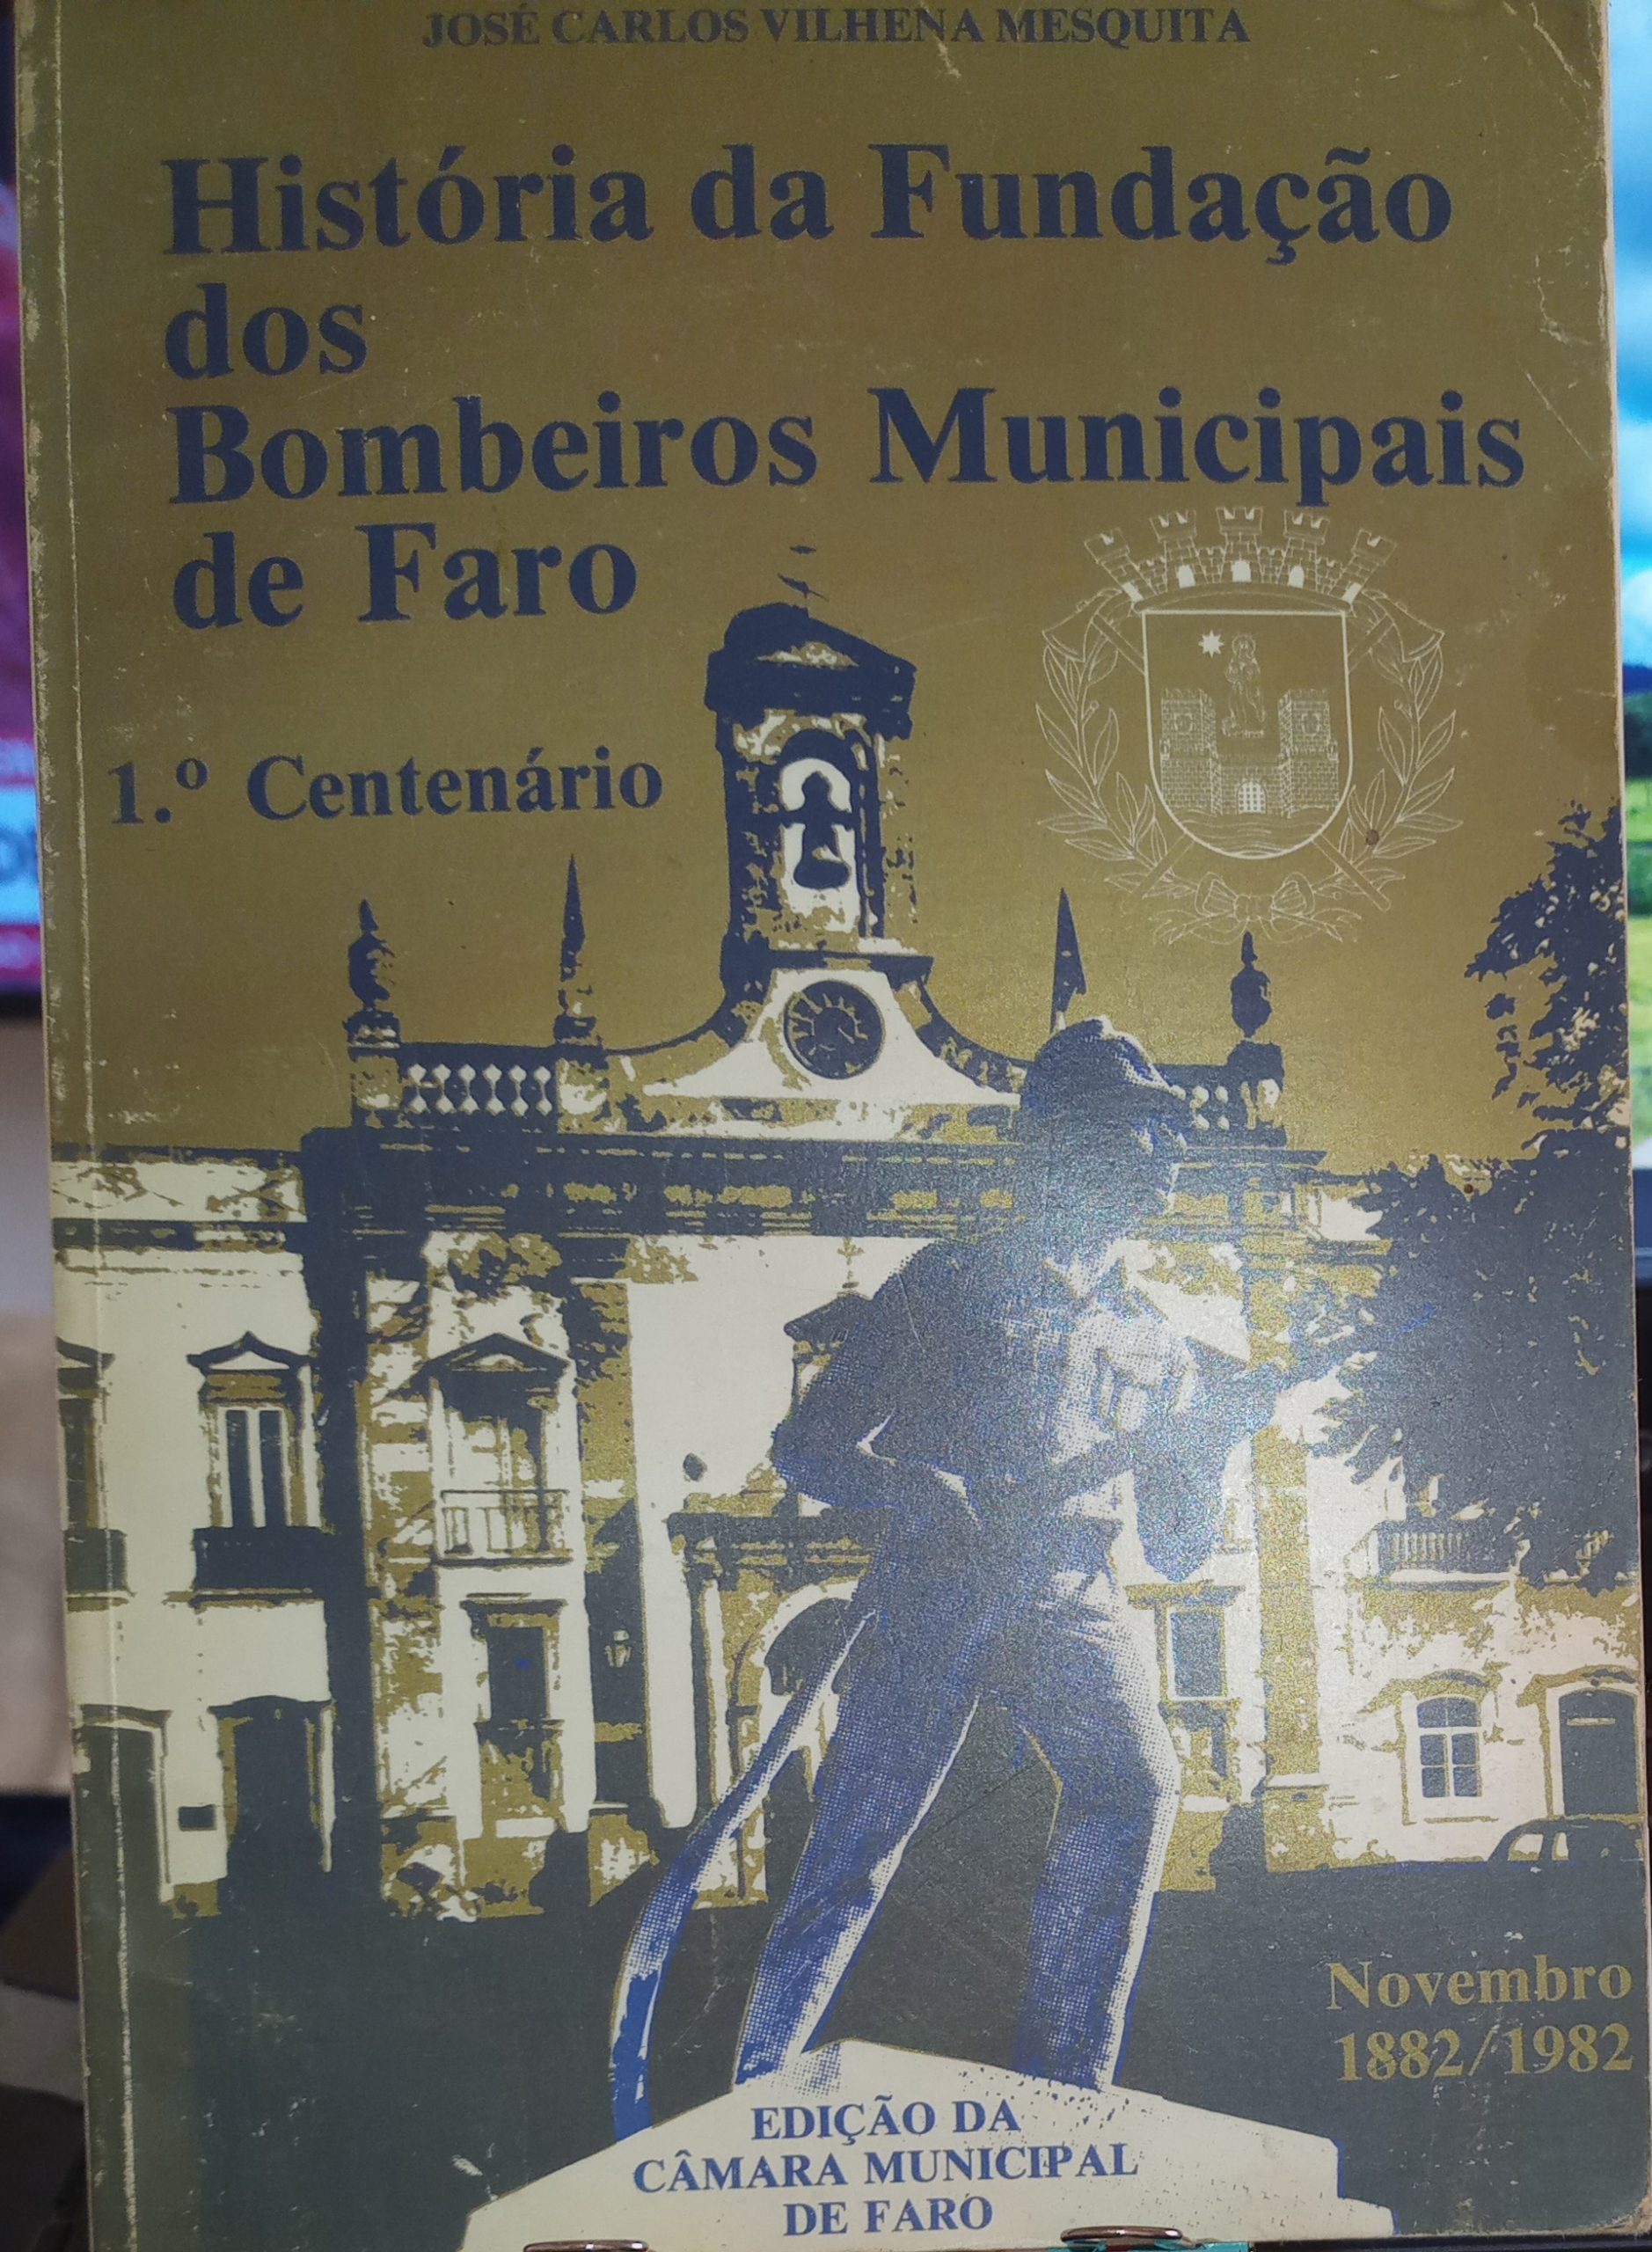 JOSÉ CARLOS VILHENA MESQUITA
História da Fundação
dos
Bombeiros Municipais
de Faro
1.º Centenário
Novembro
1882/1982
EDIÇÃO DA
CÂMARA MUNICIPAL
DE FARO